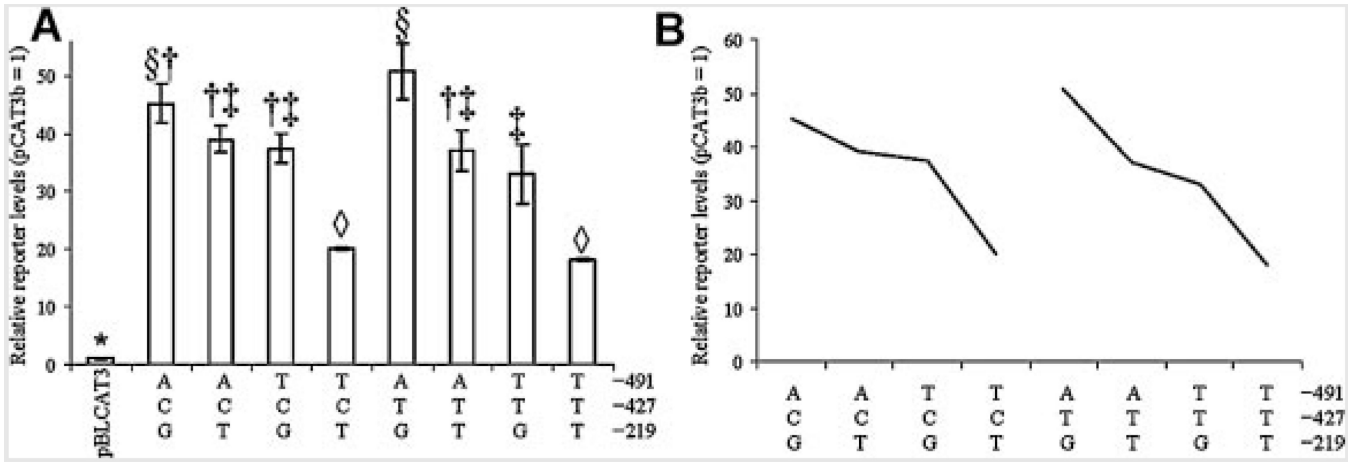 A
Relative reporter levels (pCAT3b = 1)
50
40
30
20
10
0
*
§†
†‡
†‡
◊
§
†‡
‡
◊
pBLCAT3
A A T T A A T T −491
C C C C T T T T −427
G T G T G T G T −219
B
Relative reporter levels (pCAT3b = 1)
60
50
40
30
20
10
0
A A T T A A T T −491
C C C C T T T T −427
G T G T G T G T −219